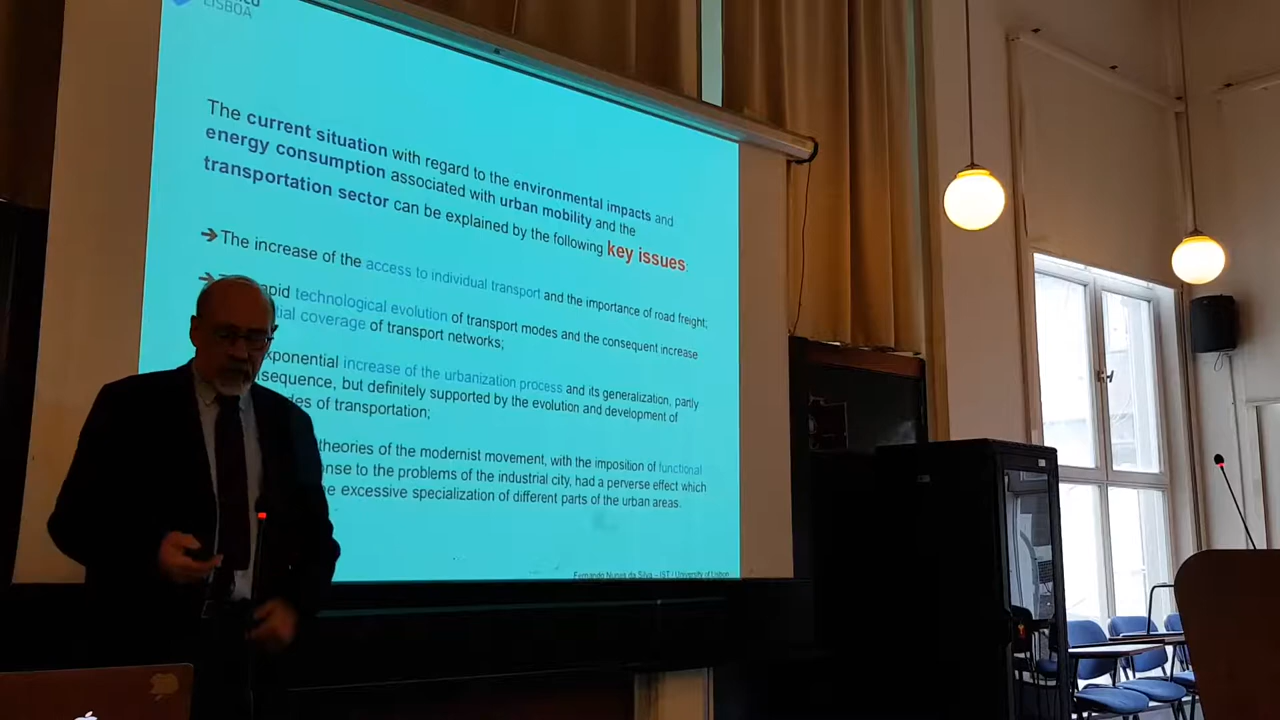 LISBOA
The current situation with regard to the environmental impacts and
energy consumption associated with urban mobility and the
transportation sector can be explained by the following key issues:
The increase of the access to individual transport and the importance of road freight;
apid technological evolution of transport modes and the consequent increase
tial coverage of transport networks;
xponential increase of the urbanization process and its generalization, partly
nsequence, but definitely supported by the evolution and development of
des of transportation;
theories of the modernist movement, with the imposition of functional
onse to the problems of the industrial city, had a perverse effect which
e excessive specialization of different parts of the urban areas.
Fernando Nunes da Silva – IST / University of Lisbon